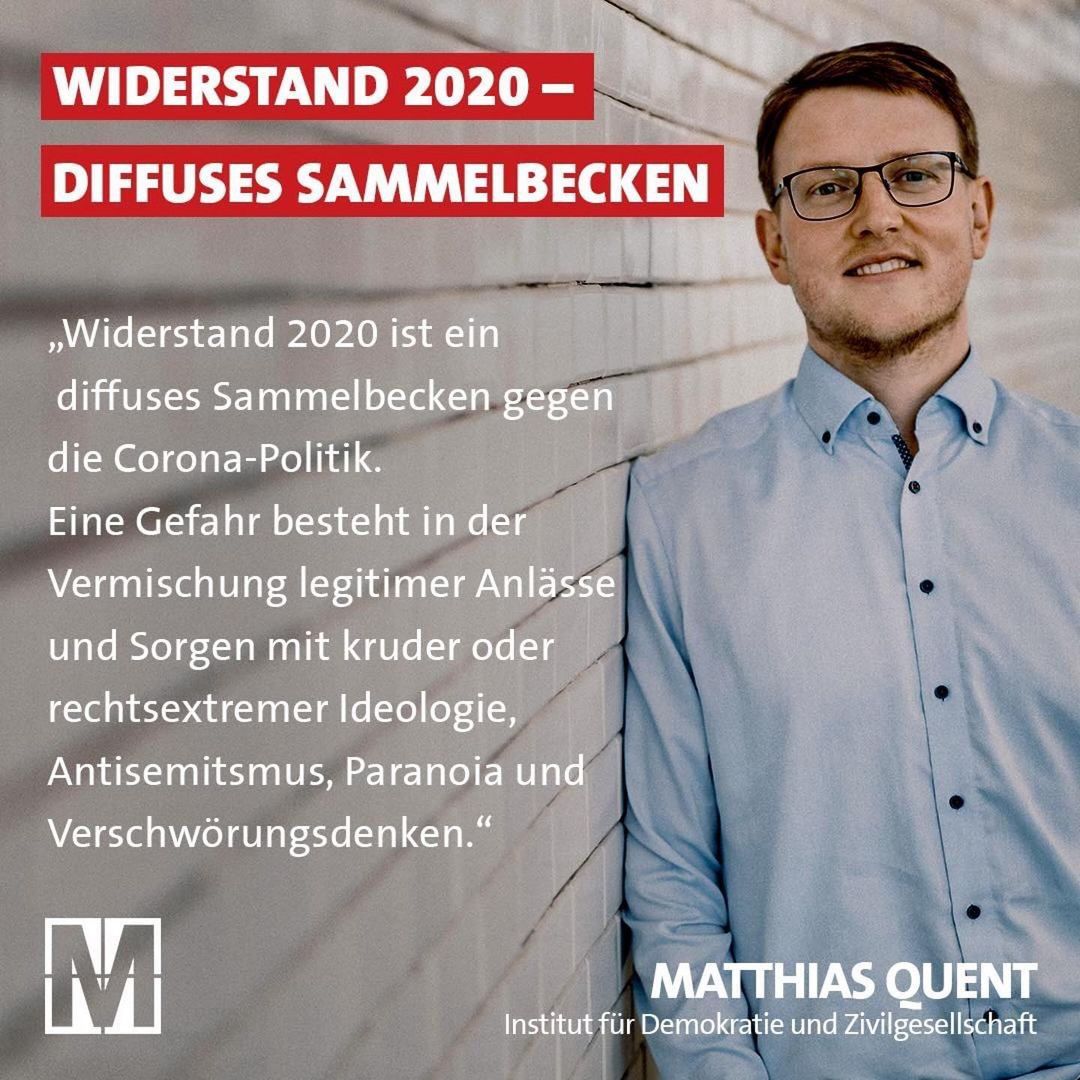 WIDERSTAND 2020 –
DIFFUSES SAMMELBECKEN
„Widerstand 2020 ist ein
diffuses Sammelbecken gegen
die Corona-Politik.
Eine Gefahr besteht in der
Vermischung legitimer Anlässe
und Sorgen mit kruder oder
rechtsextremer Ideologie,
Antisemitsmus, Paranoia und
Verschwörungsdenken.“
M
MATTHIAS QUENT
Institut für Demokratie und Zivilgesellschaft